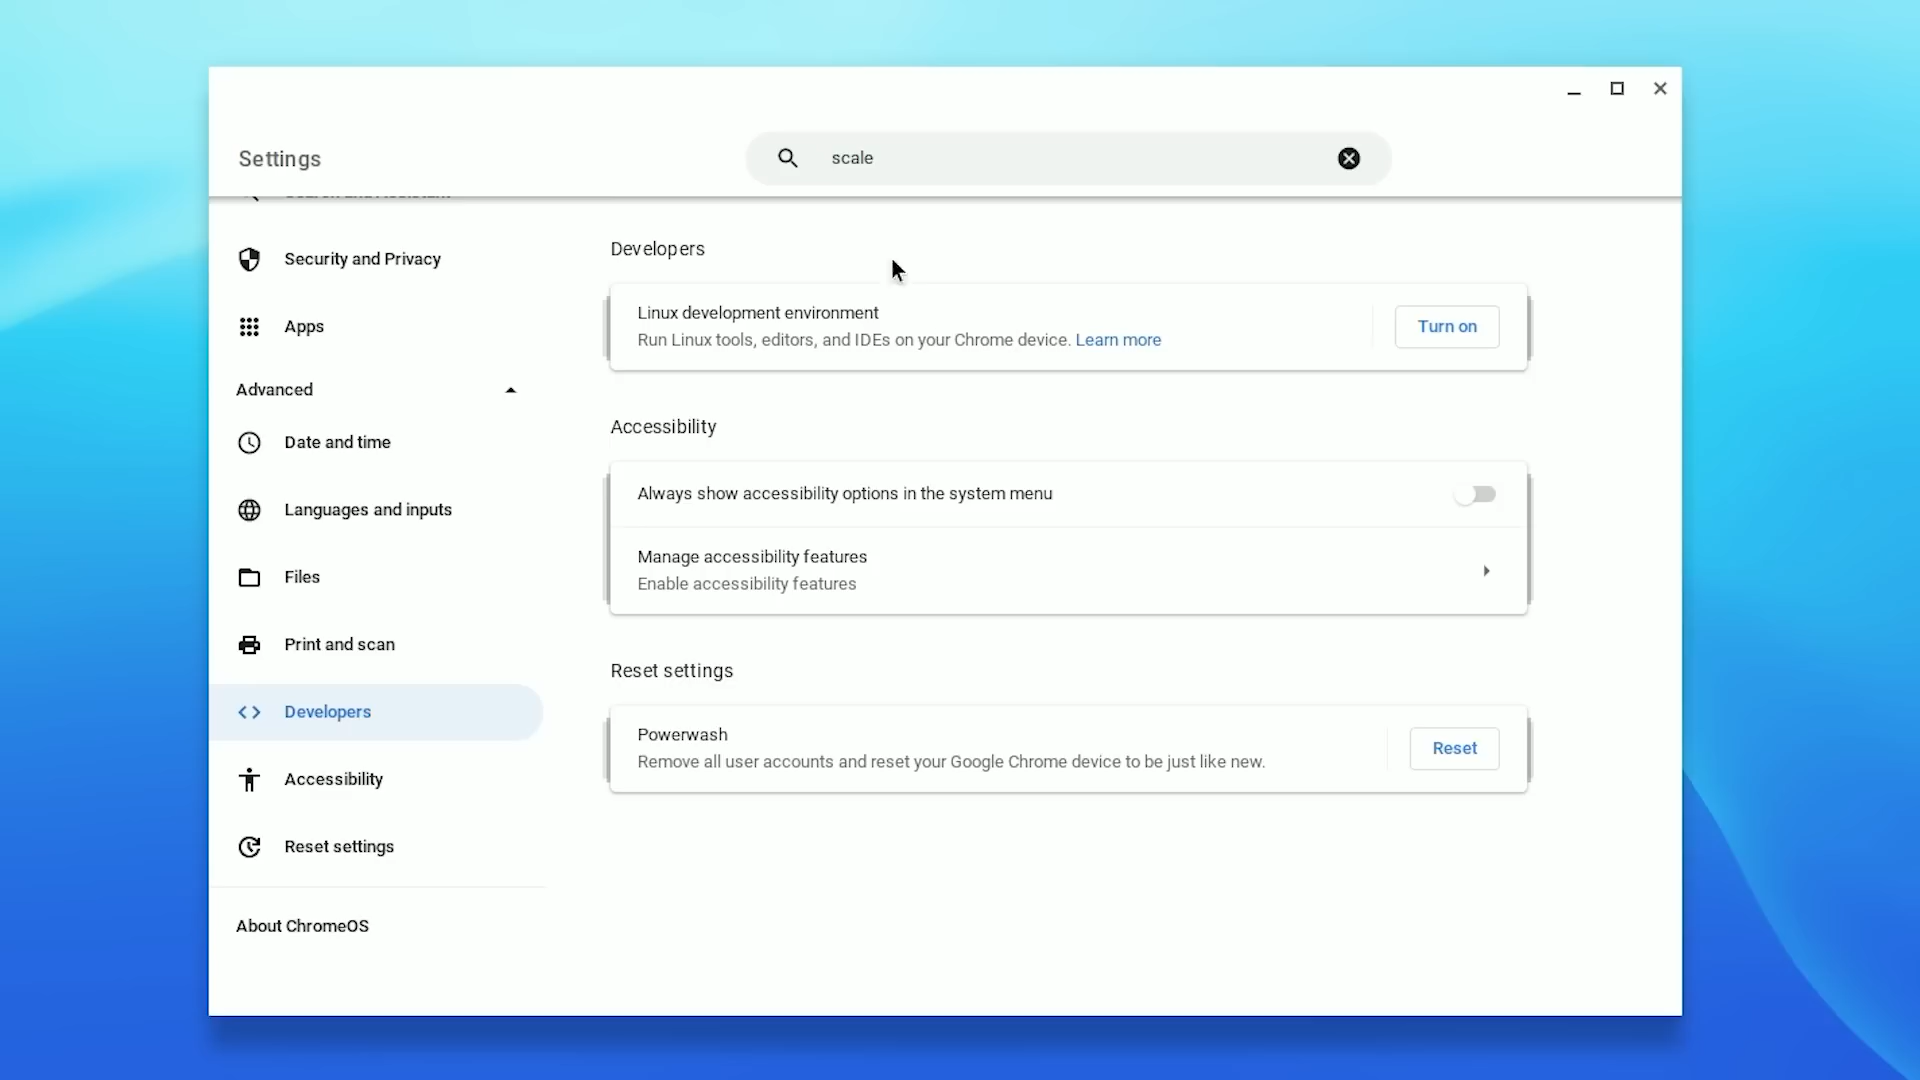 Settings
scale
Security and Privacy
Apps
Advanced
Date and time
Languages and inputs
Files
Print and scan
Developers
Accessibility
Reset settings
About ChromeOS
Developers
Linux development environment
Run Linux tools, editors, and IDEs on your Chrome device. Learn more
Turn on
Accessibility
Always show accessibility options in the system menu
Manage accessibility features
Enable accessibility features
Reset settings
Powerwash
Remove all user accounts and reset your Google Chrome device to be just like new.
Reset